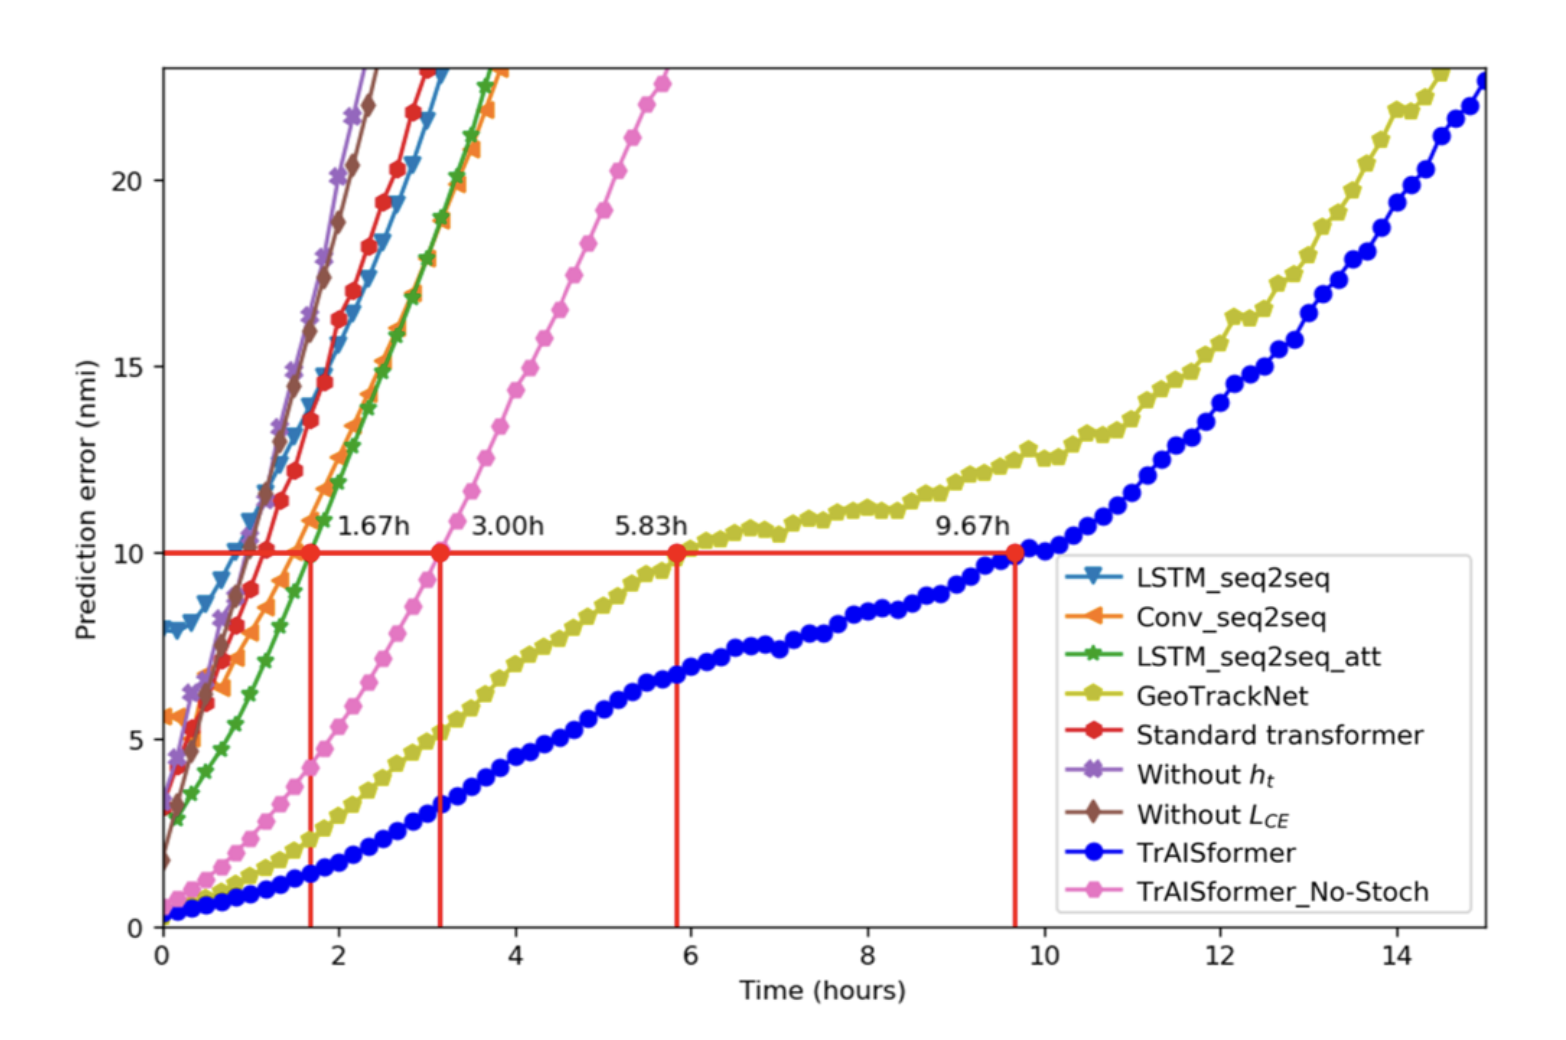 20
15
10
5
0
Prediction error (nmi)
1.67h 3.00h 5.83h 9.67h
LSTM_seq2seq
Conv_seq2seq
LSTM_seq2seq_att
GeoTrackNet
Standard transformer
Without h_t
Without L_CE
TrAISformer
TrAISformer_No-Stoch
0 2 4 6 8 10 12 14
Time (hours)